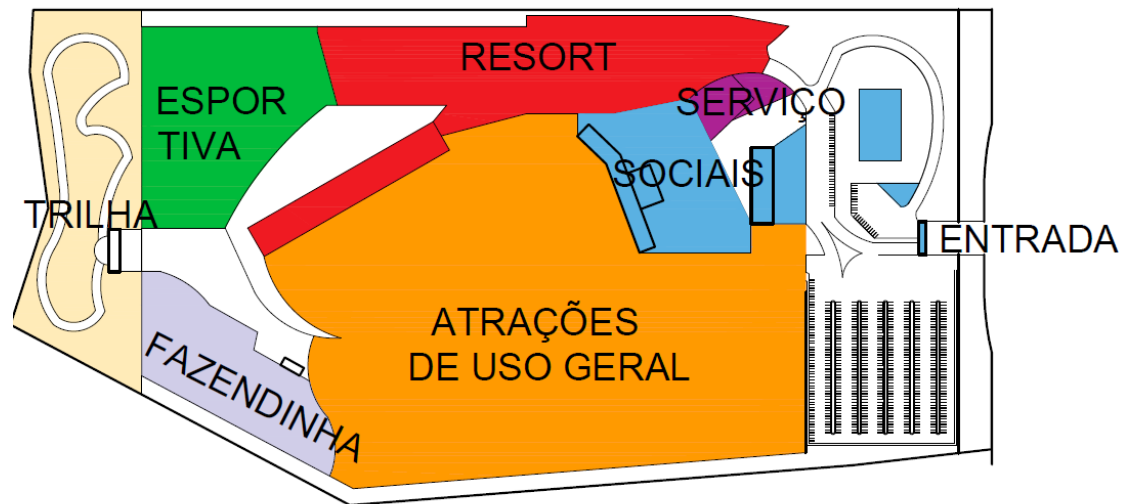 RESORT
ESPOR
TIVA
SERVIÇO
SOCIAIS
TRILHA
ENTRADA
ATRAÇÕES
DE USO GERAL
FAZENDINHA